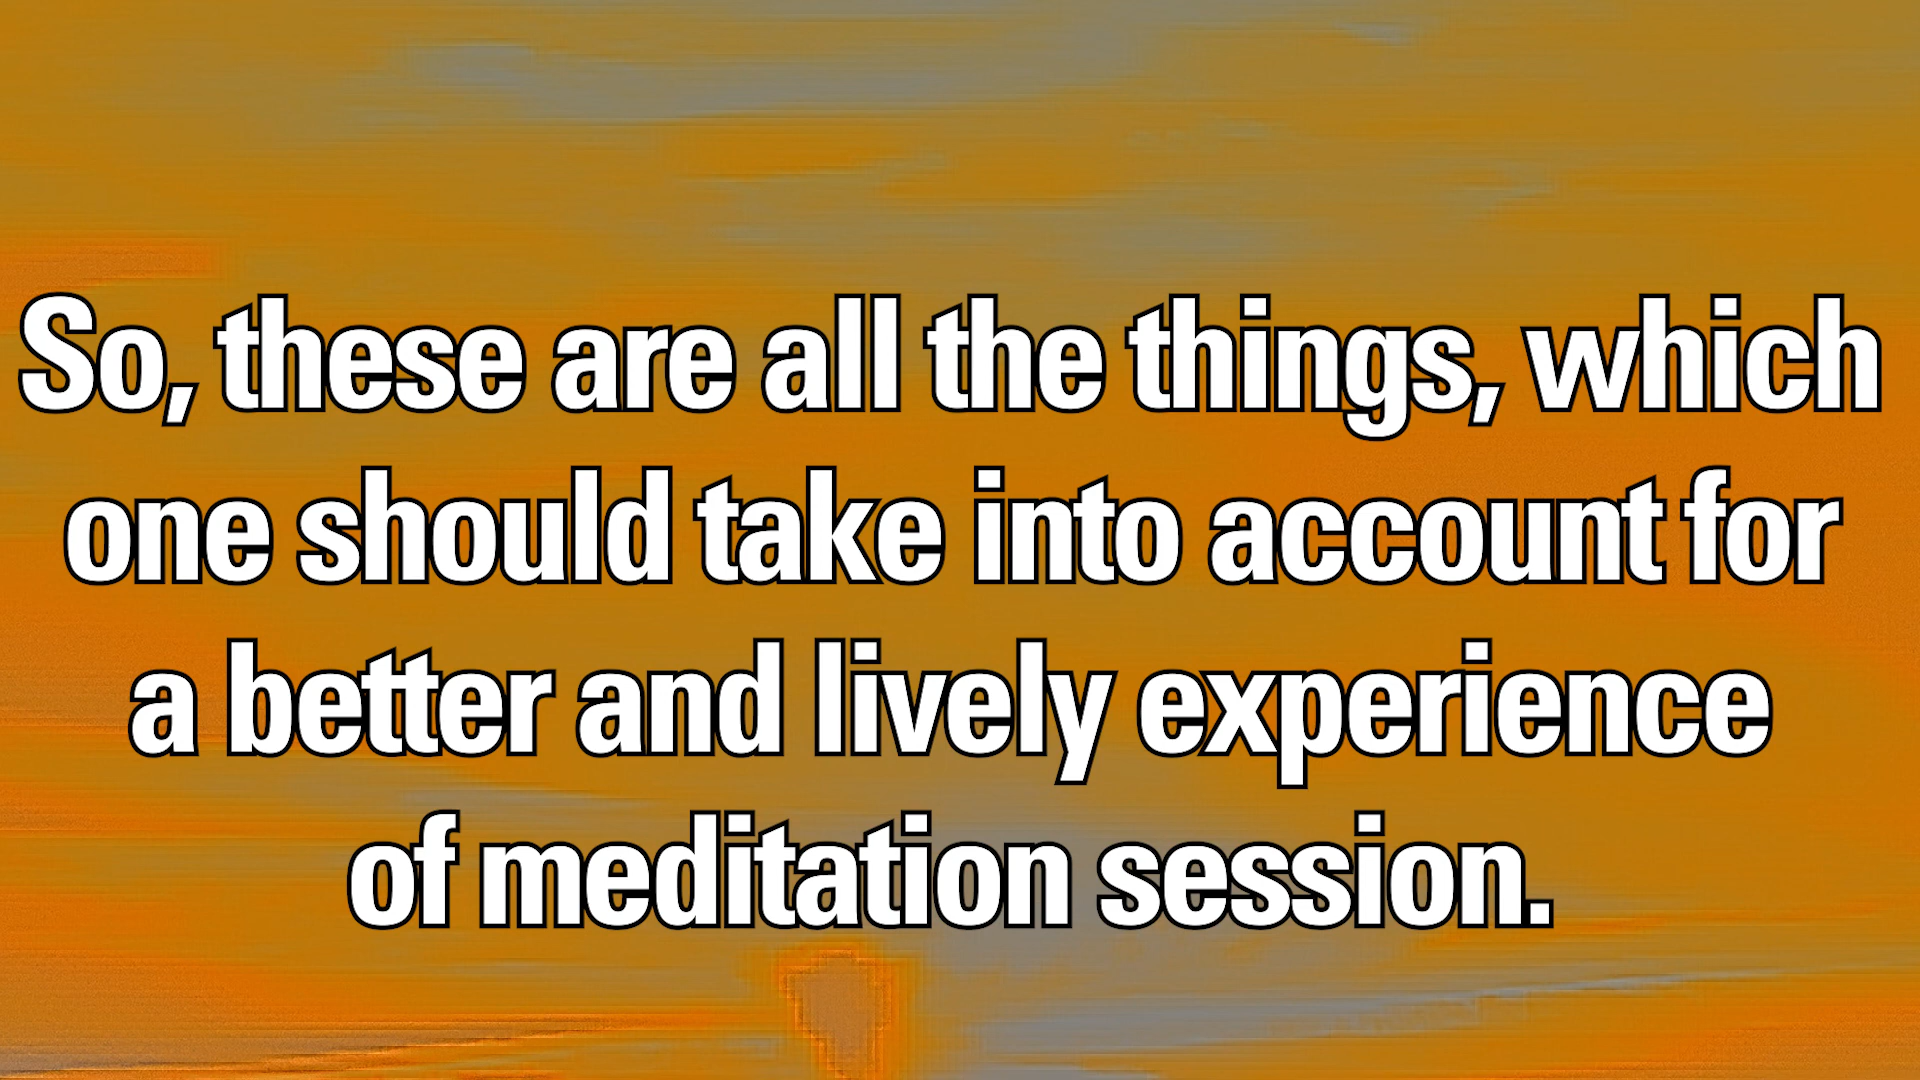 So, these are all the things, which
one should take into account for
a better and lively experience
of meditation session.